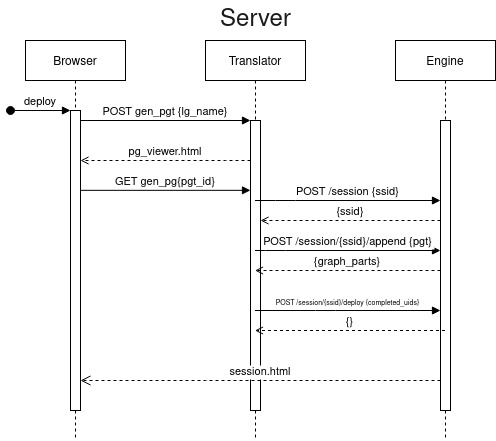 Server
Browser
Translator
Engine
deploy
POST gen_pgt {lg_name}
pg_viewer.html
GET gen_pg{pgt_id}
POST /session {ssid}
{ssid}
POST /session/{ssid}/append {pgt}
{graph_parts}
POST /session/{ssid}/deploy {completed_uids}
{}
session.html